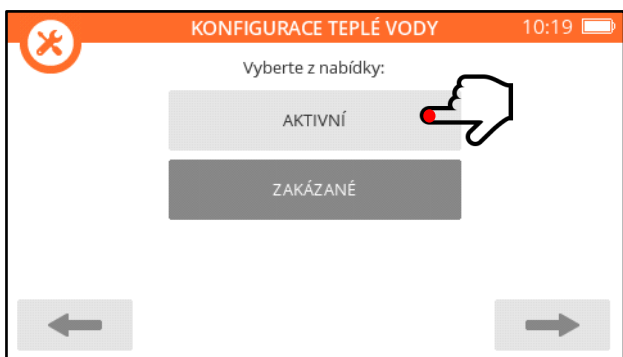 KONFIGURACE TEPLÉ VODY 10:19
Vyberte z nabídky:
AKTIVNÍ
ZAKÁZANÉ